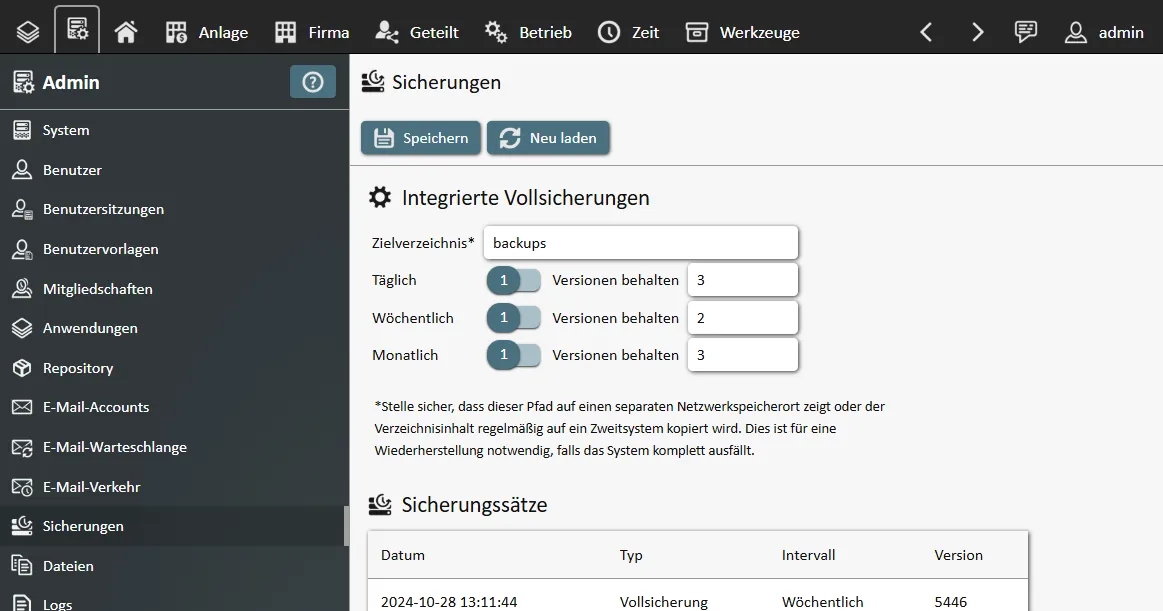 Anlage Firma Geteilt Betrieb Zeit Werkzeuge admin
Admin
System
Benutzer
Benutzersitzungen
Benutzervorlagen
Mitgliedschaften
Anwendungen
Repository
E-Mail-Accounts
E-Mail-Warteschlange
E-Mail-Verkehr
Sicherungen
Dateien
Logs
Sicherungen
Speichern Neu laden
Integrierte Vollsicherungen
Zielverzeichnis* backups
Täglich 1 Versionen behalten 3
Wöchentlich 1 Versionen behalten 2
Monatlich 1 Versionen behalten 3
*Stelle sicher, dass dieser Pfad auf einen separaten Netzwerkspeicherort zeigt oder der
Verzeichnisinhalt regelmäßig auf ein Zweitsystem kopiert wird. Dies ist für eine
Wiederherstellung notwendig, falls das System komplett ausfällt.
Sicherungssätze
Datum Typ Intervall Version
2024-10-28 13:11:44 Vollsicherung Wöchentlich 5446